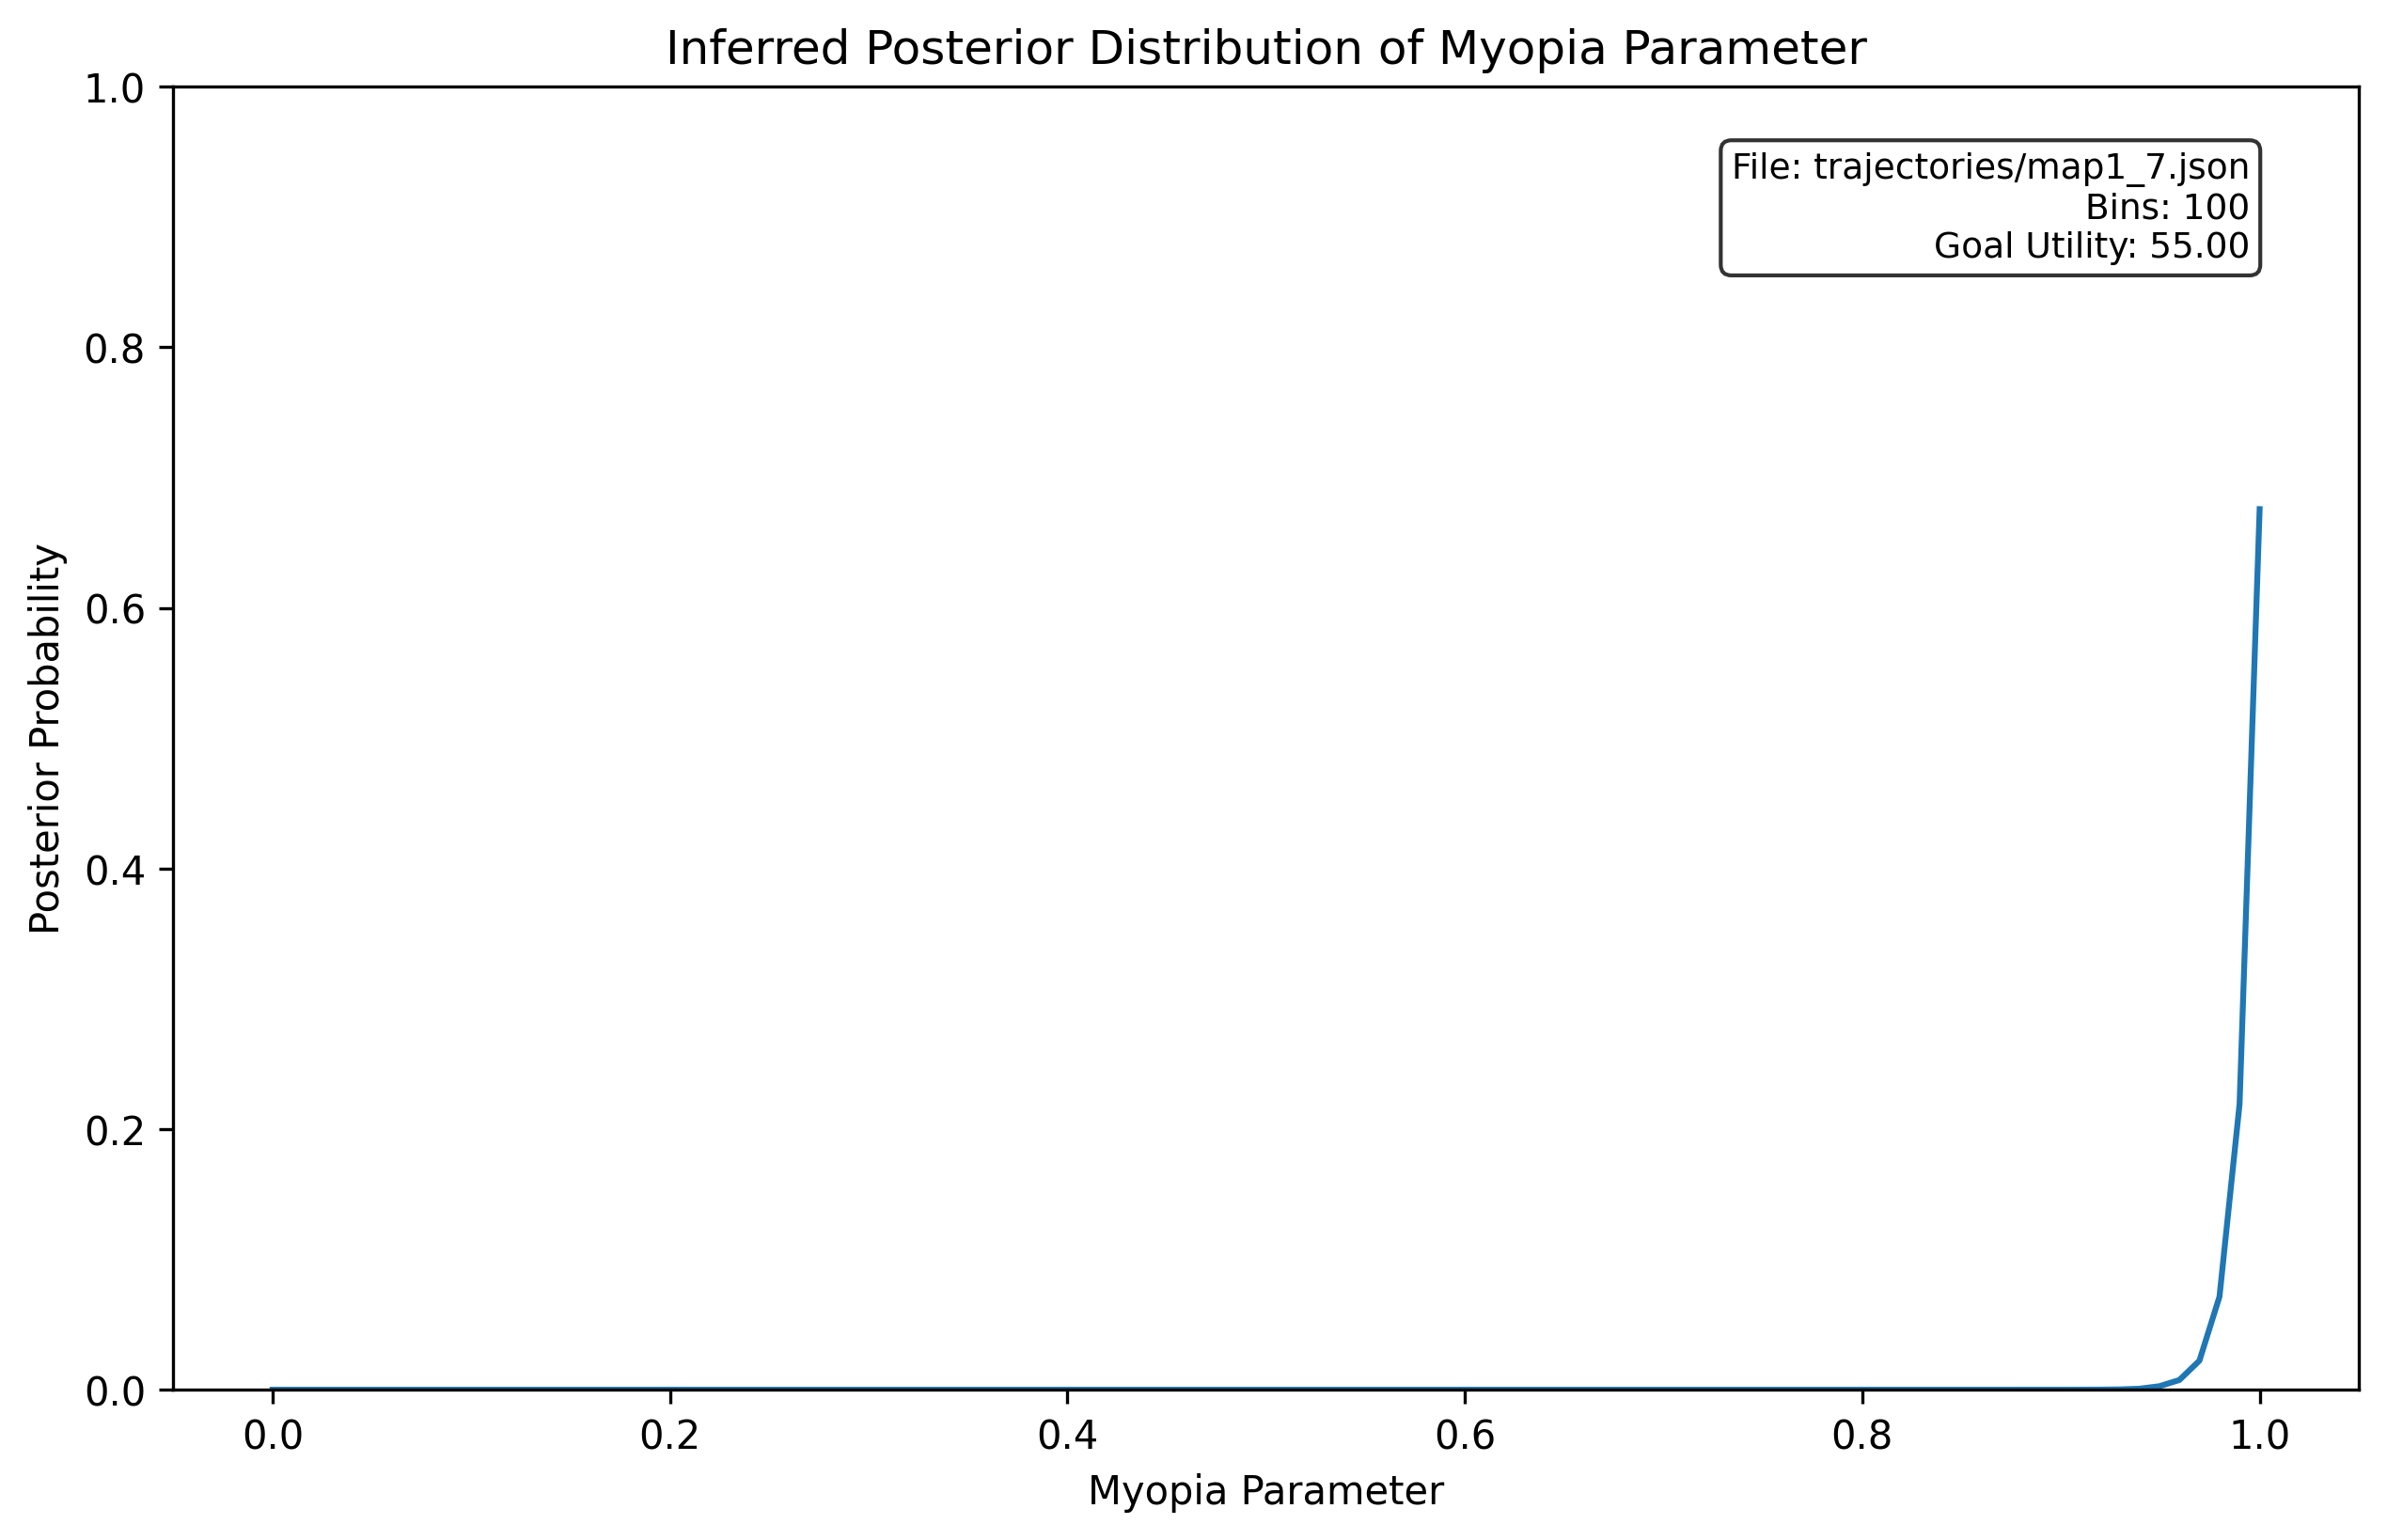 Inferred Posterior Distribution of Myopia Parameter
File: trajectories/map1_7.json
Bins: 100
Goal Utility: 55.00
Posterior Probability
1.0
0.8
0.6
0.4
0.2
0.0
0.0 0.2 0.4 0.6 0.8 1.0
Myopia Parameter